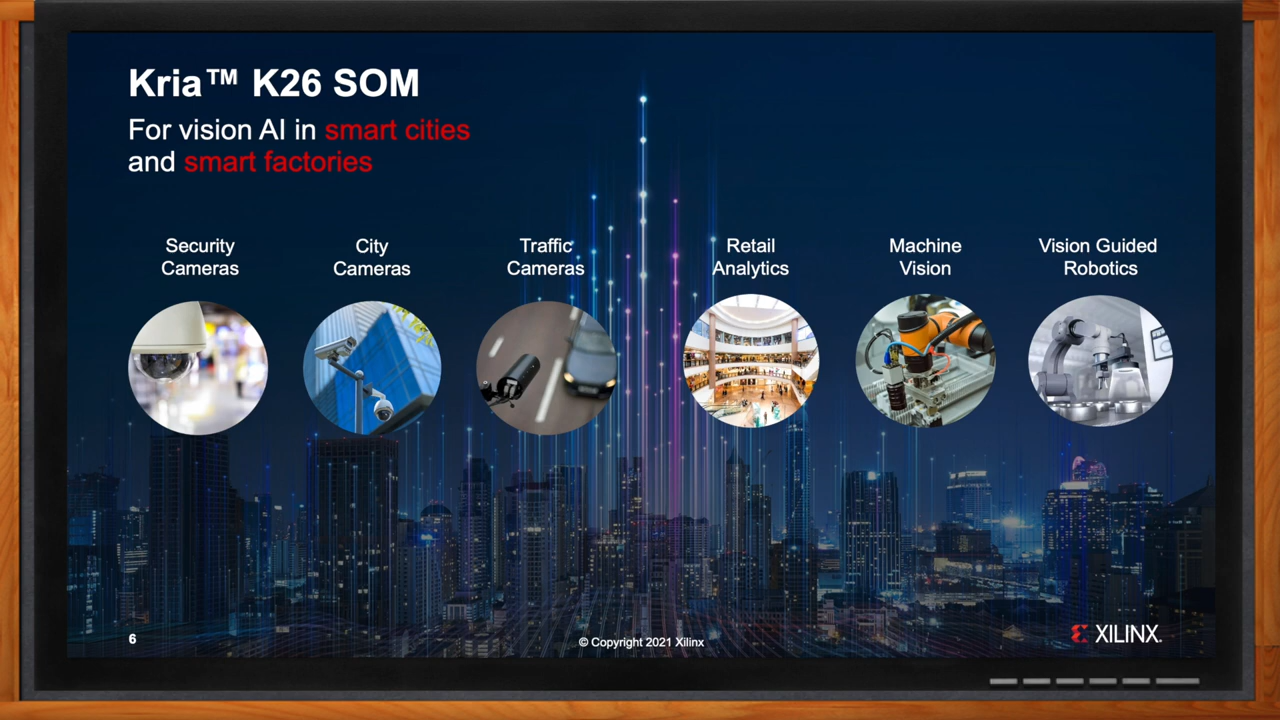 Kria™ K26 SOM
For vision AI in smart cities
and smart factories
Security
Cameras
City
Cameras
Traffic
Cameras
Retail
Analytics
Machine
Vision
Vision Guided
Robotics
6
© Copyright 2021 Xilinx
XILINX.